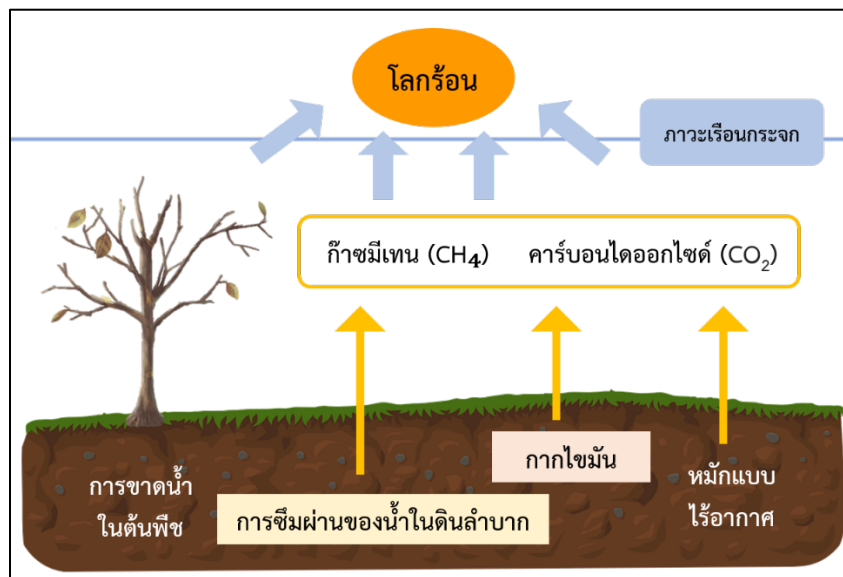 โลกร้อน
ภาวะเรือนกระจก
ก๊าซมีเทน (CH4) คาร์บอนไดออกไซด์ (CO2)
กากไขมัน
การขาดน้ำ
ในต้นพืช
การซึมผ่านของน้ำในดินลำบาก
หมักแบบ
ไร้อากาศ